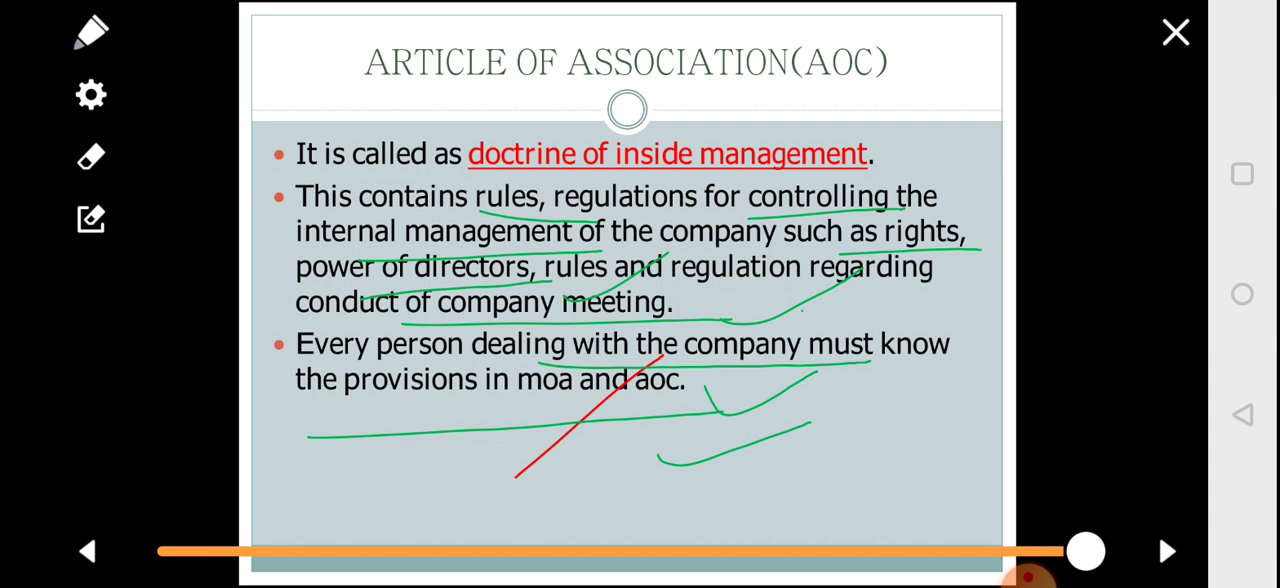 ARTICLE OF ASSOCIATION(AOC)
• It is called as doctrine of inside management.
• This contains rules, regulations for controlling the
internal management of the company such as rights,
power of directors, rules and regulation regarding
conduct of company meeting.
• Every person dealing with the company must know
the provisions in moa and aoc.